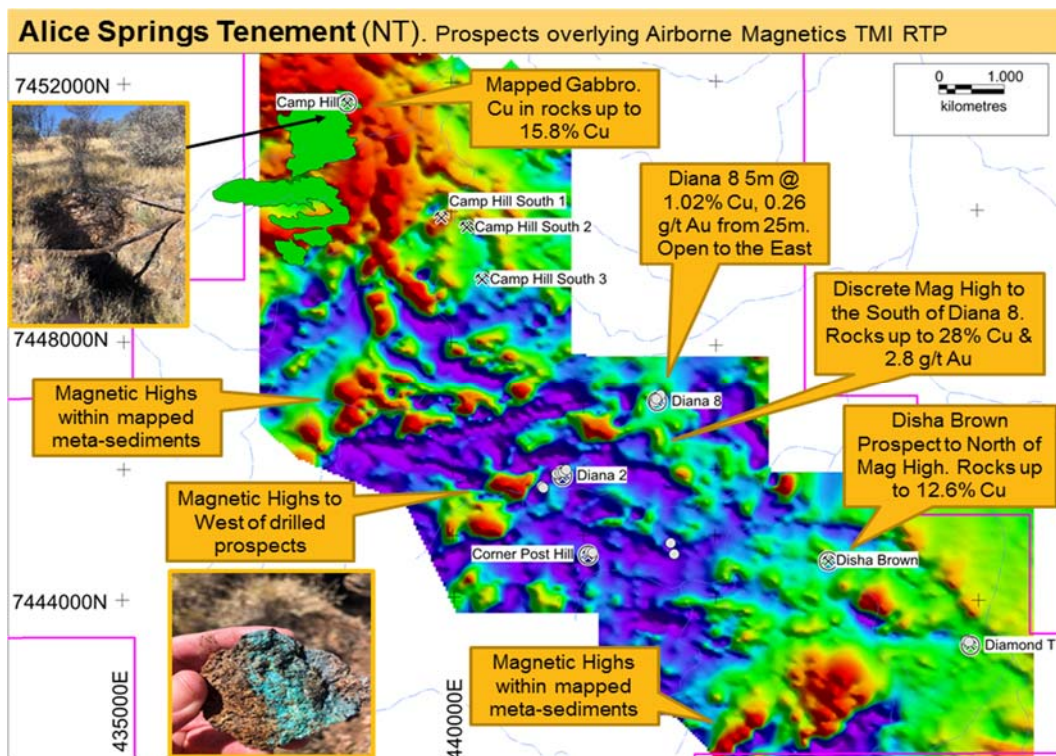 Alice Springs Tenement (NT). Prospects overlying Airborne Magnetics TMI RTP
7452000N
Camp Hill
Mapped Gabbro.
Cu in rocks up to
15.8% Cu
0 1.000
kilometres
Diana 8 5m @
1.02% Cu, 0.26
g/t Au from 25m.
Open to the East
Camp Hill South 1
Camp Hill South 2
Camp Hill South 3
Discrete Mag High to
the South of Diana 8.
Rocks up to 28% Cu &
2.8 g/t Au
7448000N
Magnetic Highs
within mapped
meta-sediments
Diana 8
Disha Brown
Prospect to North of
Mag High. Rocks up
to 12.6% Cu
Diana 2
Magnetic Highs to
West of drilled
prospects
Corner Post Hill
Disha Brown
7444000N
Diamond T
Magnetic Highs
within mapped
meta-sediments
435000E
440000E